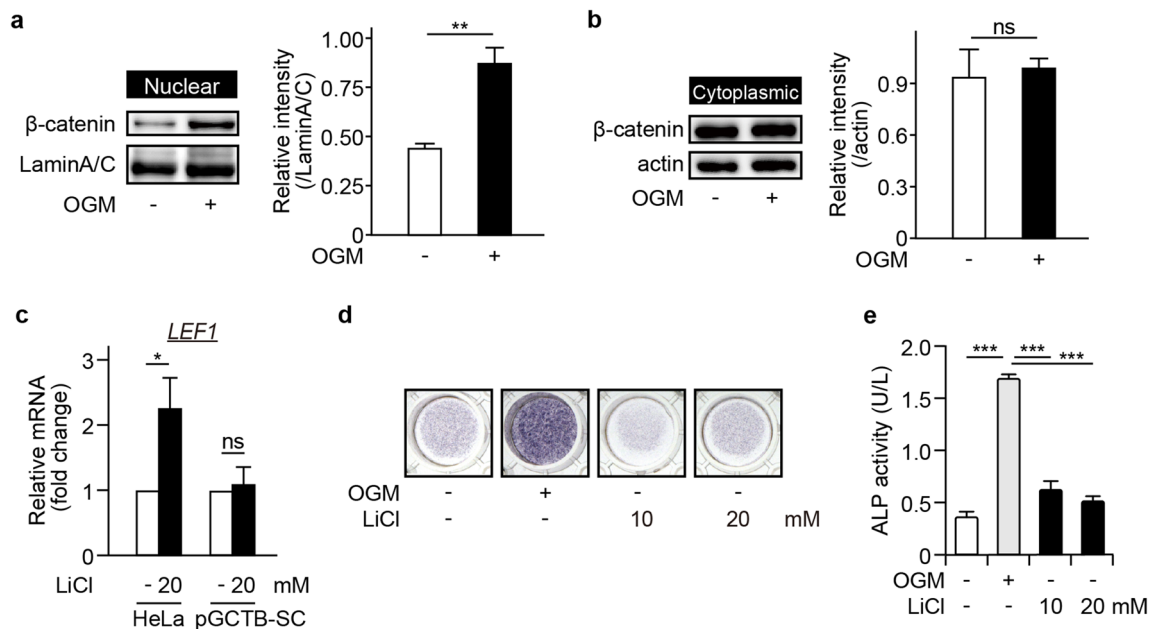 a
Nuclear
β-catenin
LaminA/C
OGM - +
Relative intensity
(/LaminA/C)
1.00
0.75
0.50
0.25
0
**
OGM - +
b
Cytoplasmic
β-catenin
actin
OGM - +
Relative intensity
(/actin)
0.9
0.6
0.3
0
ns
- +
OGM
c
LEF1
Relative mRNA
(fold change)
3
2
1
0
*
ns
LiCl - 20 - 20 mM
HeLa pGCTB-SC
d
OGM - + - -
LiCl - - 10 20 mM
e
ALP activity (U/L)
2.0
1.5
1.0
0.5
0
*** *** ***
OGM - + - -
LiCl - - 10 20 mM